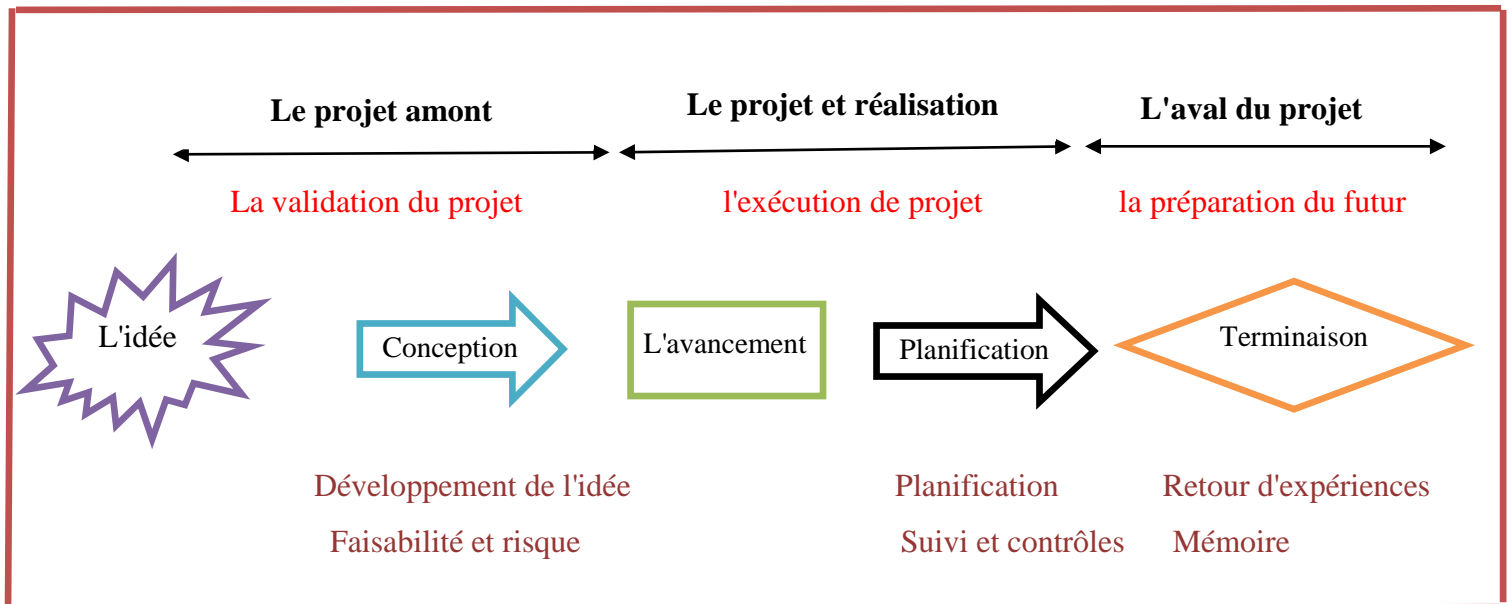 Le projet amont
Le projet et réalisation
L'aval du projet
La validation du projet
l'exécution de projet
la préparation du futur
L'idée
Conception
L'avancement
Planification
Terminaison
Développement de l'idée
Planification
Retour d'expériences
Faisabilité et risque
Suivi et contrôles
Mémoire